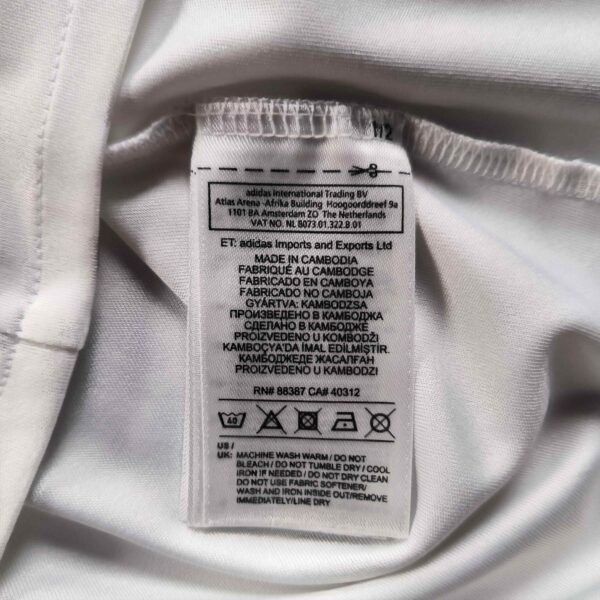 1/2
adidas International Trading BV
Atlas Arena -Afrika Building Hoogoorddreef 9a
1101 BA Amsterdam ZO The Netherlands
VAT NO. NL 8073.01.322.B.01
ET: adidas Imports and Exports Ltd
MADE IN CAMBODIA
FABRIQUÉ AU CAMBODGE
FABRICADO EN CAMBOYA
FABRICADO NO CAMBOJA
GYÁRTVA: KAMBODZSA
ПРОИЗВЕДЕНО В КАМБОДЖА
СДЕЛАНО В КАМБОДЖЕ
PROIZVEDENO U KOMBODŽI
KAMBOÇYA'DA İMAL EDİLMİŞTİR.
КАМБОДЖЕДЕ ЖАСАЛҒАН
PROIZVEDENO U KAMBODZI
RN# 88387 CA# 40312
40
US /
UK: MACHINE WASH WARM / DO NOT
BLEACH / DO NOT TUMBLE DRY / COOL
IRON IF NEEDED / DO NOT DRY CLEAN
DO NOT USE FABRIC SOFTENER/
WASH AND IRON INSIDE OUT/REMOVE
IMMEDIATELY/LINE DRY